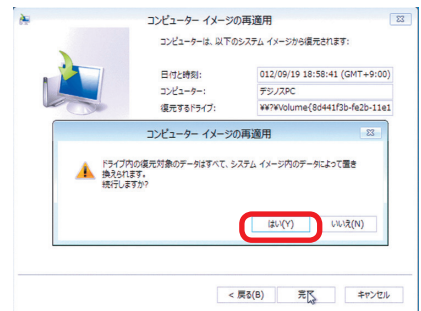 コンピューター イメージの再適用
コンピューターは、以下のシステム イメージから復元されます:
日付と時刻: 012/09/19 18:58:41 (GMT+9:00)
コンピューター: デジノスPC
復元するドライブ: ¥¥?¥Volume{8d441f3b-fe2b-11e1
コンピューター イメージの再適用
ドライブ内の復元対象のデータはすべて、システム イメージ内のデータによって置き
換えられます。
続行しますか?
はい(Y) いいえ(N)
< 戻る(B) 完了 キャンセル